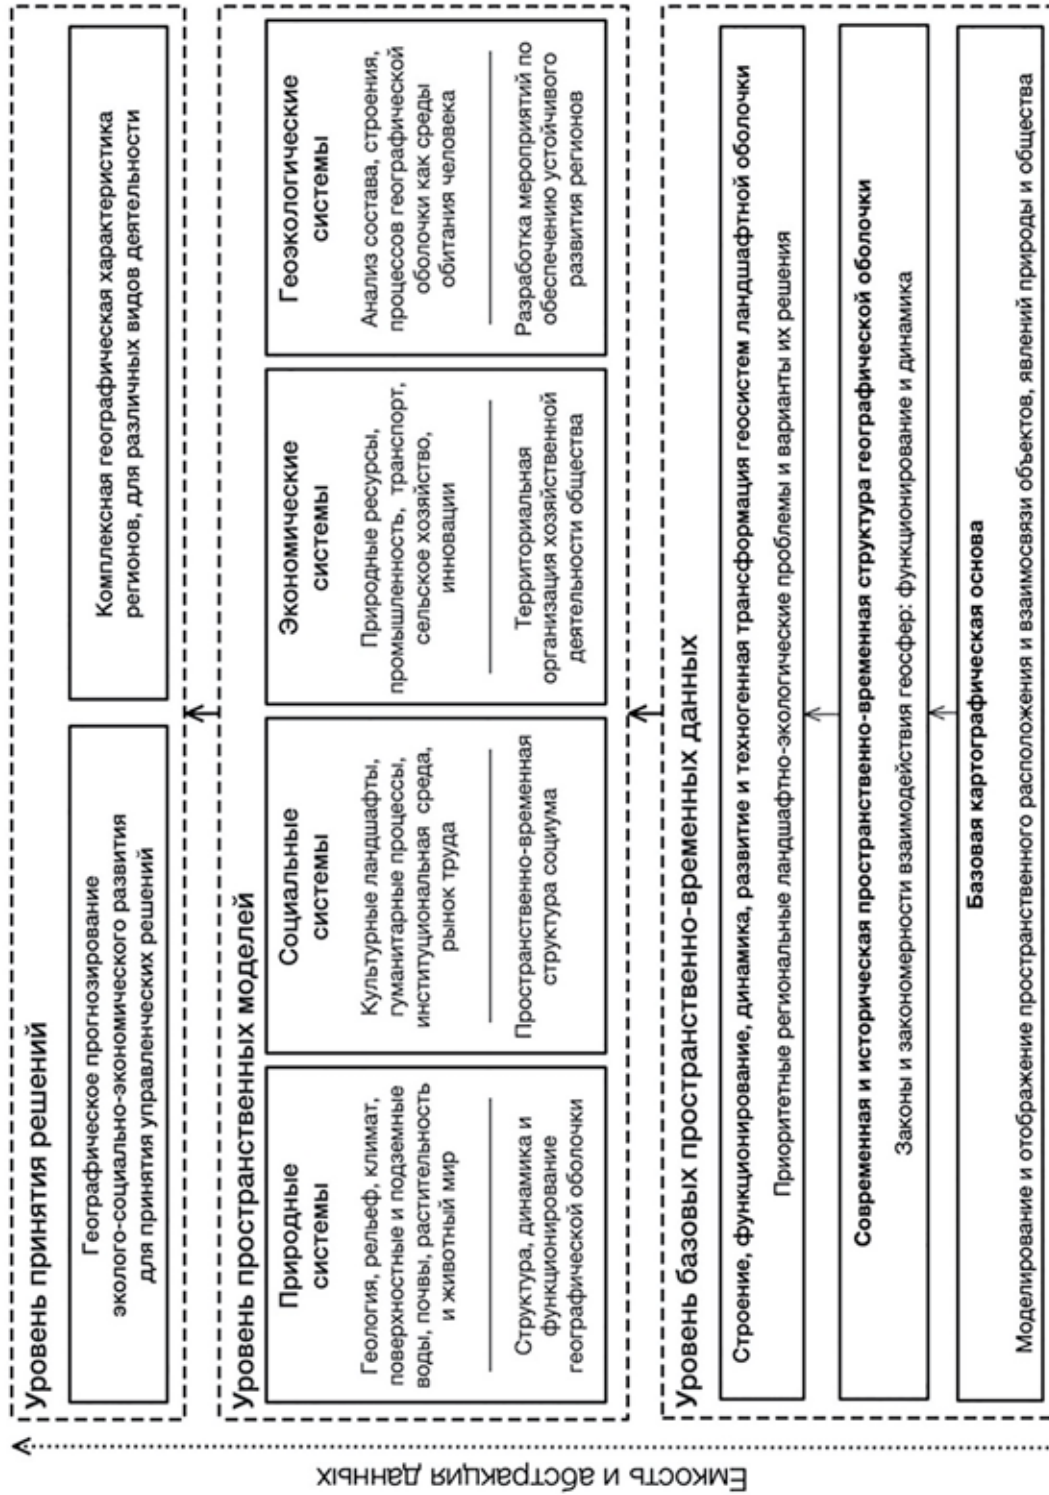 Уровень принятия решений
Географическое прогнозирование
эколого-социально-экономического развития
для принятия управленческих решений
Комплексная географическая характеристика
регионов, для различных видов деятельности
Уровень пространственных моделей
Природные
системы
Геология, рельеф, климат,
поверхностные и подземные
воды, почвы, растительность
и животный мир
Структура, динамика и
функционирование
географической оболочки
Социальные
системы
Культурные ландшафты,
гуманитарные процессы,
институциональная среда,
рынок труда
Пространственно-временная
структура социума
Экономические
системы
Природные ресурсы,
промышленность, транспорт,
сельское хозяйство,
инновации
Территориальная
организация хозяйственной
деятельности общества
Геоэкологические
системы
Анализ состава, строения,
процессов географической
оболочки как среды
обитания человека
Разработка мероприятий по
обеспечению устойчивого
развития регионов
Уровень базовых пространственно-временных данных
Строение, функционирование, динамика, развитие и техногенная трансформация геосистем ландшафтной оболочки
Приоритетные региональные ландшафтно-экологические проблемы и варианты их решения
Современная и историческая пространственно-временная структура географической оболочки
Законы и закономерности взаимодействия геосфер: функционирование и динамика
Базовая картографическая основа
Моделирование и отображение пространственного расположения и взаимосвязи объектов, явлений природы и общества
Емкость и абстракция данных